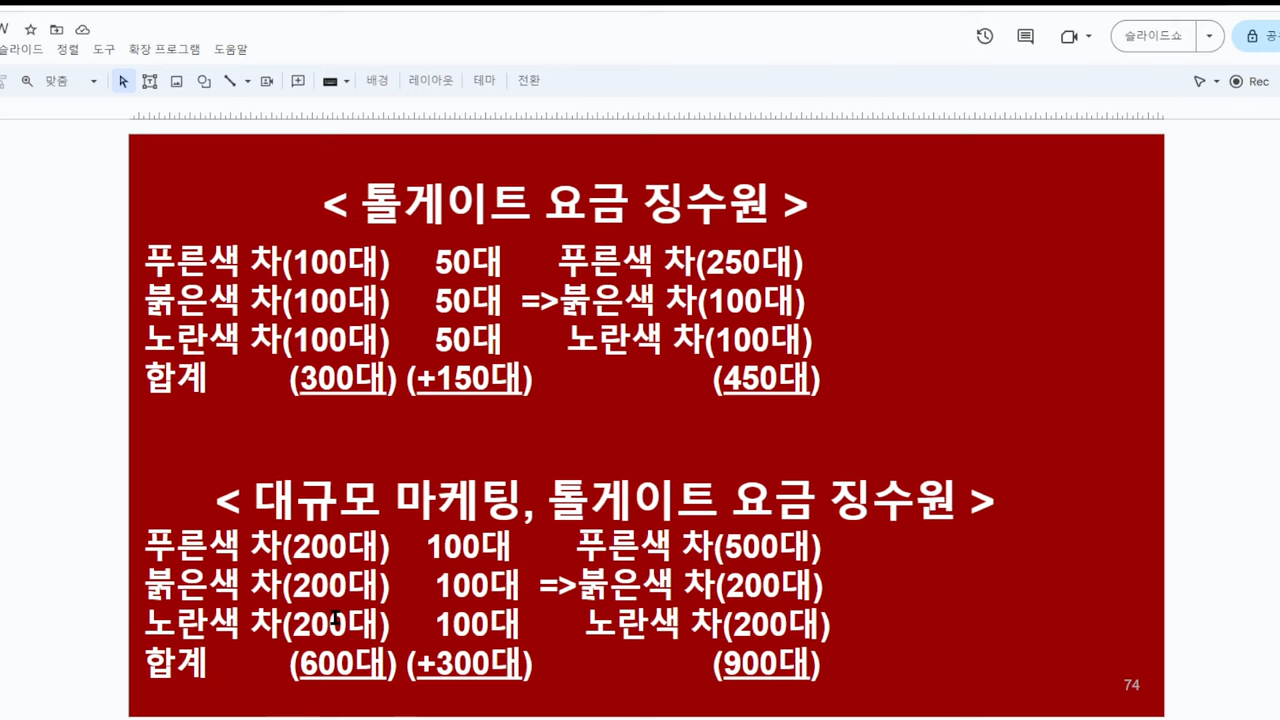 슬라이드 정렬 도구 확장 프로그램 도움말
슬라이드쇼
맞춤 배경 레이아웃 테마 전환 Rec
< 톨게이트 요금 징수원 >
푸른색 차(100대) 50대 푸른색 차(250대)
붉은색 차(100대) 50대 =>붉은색 차(100대)
노란색 차(100대) 50대 노란색 차(100대)
합계 (300대) (+150대) (450대)
< 대규모 마케팅, 톨게이트 요금 징수원 >
푸른색 차(200대) 100대 푸른색 차(500대)
붉은색 차(200대) 100대 =>붉은색 차(200대)
노란색 차(200대) 100대 노란색 차(200대)
합계 (600대) (+300대) (900대)
74